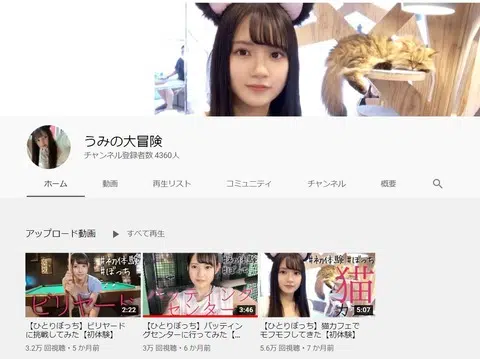 うみの大冒険
チャンネル登録者数 4360人
ホーム 動画 再生リスト コミュニティ チャンネル 概要
アップロード動画 すべて再生
#初体験
#ぼっち
ビリヤード
2:22
#初体験
#ぼっち
バッティング
センター
3:46
#ぼっち #初体験
猫
カフェ
5:07
【ひとりぼっち】ビリヤード
に挑戦してみた【初体験】
3.2万 回視聴・5 か月前
【ひとりぼっち】バッティン
グセンターに行ってみた【...
3万 回視聴・6 か月前
【ひとりぼっち】猫カフェで
モフモフしてきた【初体験】
5.6万 回視聴・7 か月前